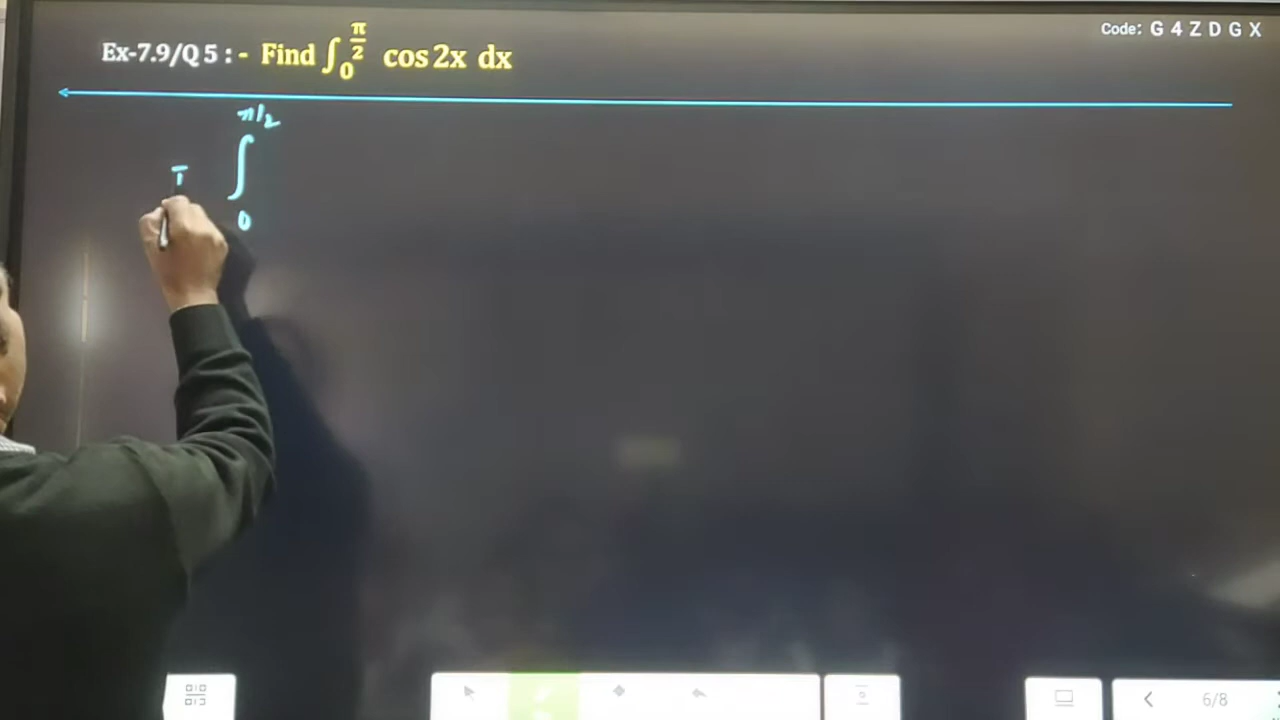 Code: G 4 Z D G X
Ex-7.9/Q 5 : - Find ∫₀^(π/2) cos 2x dx
π/2
I ∫
0
6/8